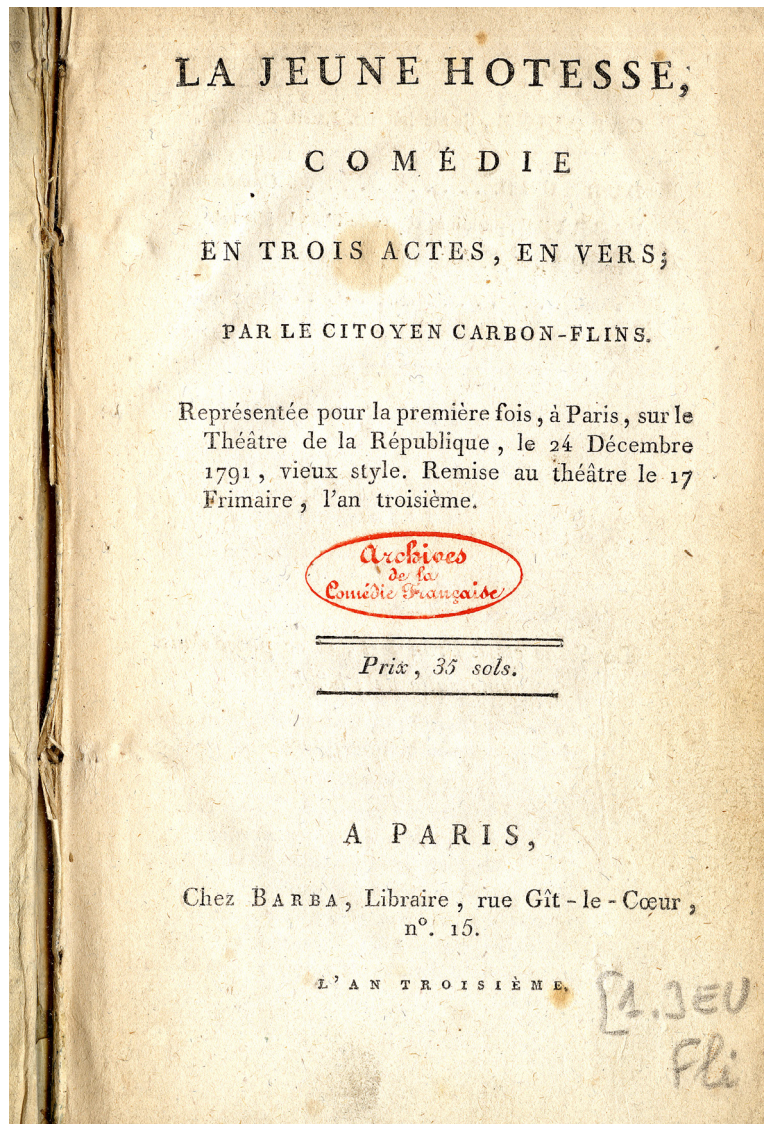 LA JEUNE HOTESSE,
COMÉDIE
EN TROIS ACTES, EN VERS;
PAR LE CITOYEN CARBON-FLINS.
Représentée pour la première fois, à Paris, sur le
Théâtre de la République, le 24 Décembre
1791, vieux style. Remise au théâtre le 17
Frimaire, l'an troisième.
Archives
de la
Comédie Française
Prix, 35 sols.
A PARIS,
Chez BARBA, Libraire, rue Gît-le-Cœur,
n°. 15.
L'AN TROISIÈME.
[1.JEU
Fli